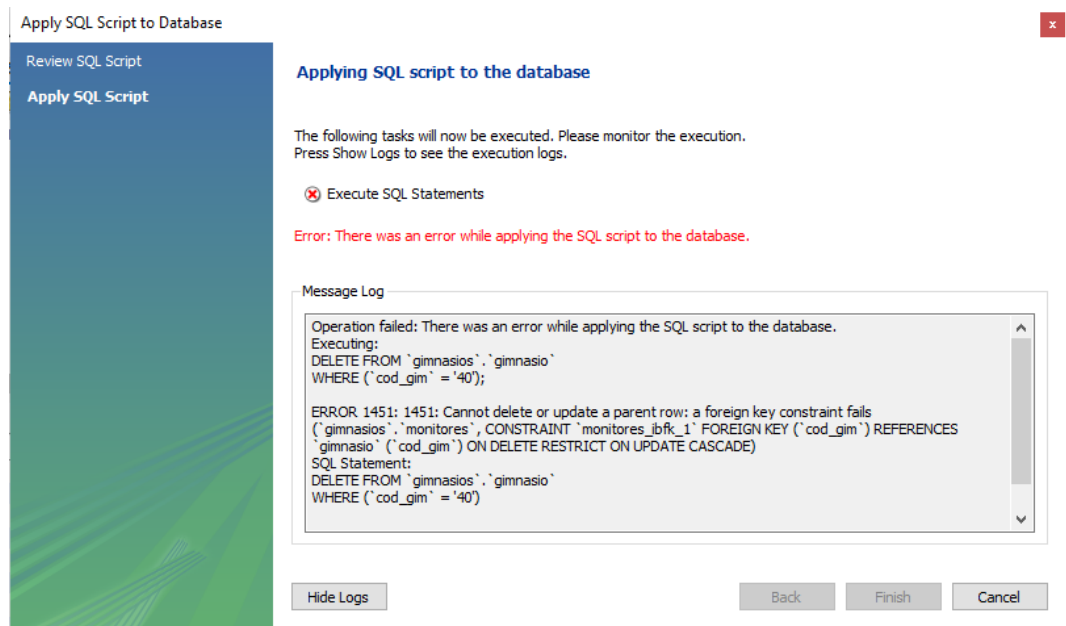 Apply SQL Script to Database
x
Review SQL Script
Apply SQL Script
Applying SQL script to the database
The following tasks will now be executed. Please monitor the execution.
Press Show Logs to see the execution logs.
Execute SQL Statements
Error: There was an error while applying the SQL script to the database.
Message Log
Operation failed: There was an error while applying the SQL script to the database.
Executing:
DELETE FROM `gimnasios`.`gimnasio`
WHERE (`cod_gim` = '40');
ERROR 1451: 1451: Cannot delete or update a parent row: a foreign key constraint fails
(`gimnasios`.`monitores`, CONSTRAINT `monitores_ibfk_1` FOREIGN KEY (`cod_gim`) REFERENCES
`gimnasio` (`cod_gim`) ON DELETE RESTRICT ON UPDATE CASCADE)
SQL Statement:
DELETE FROM `gimnasios`.`gimnasio`
WHERE (`cod_gim` = '40')
Hide Logs
Back
Finish
Cancel